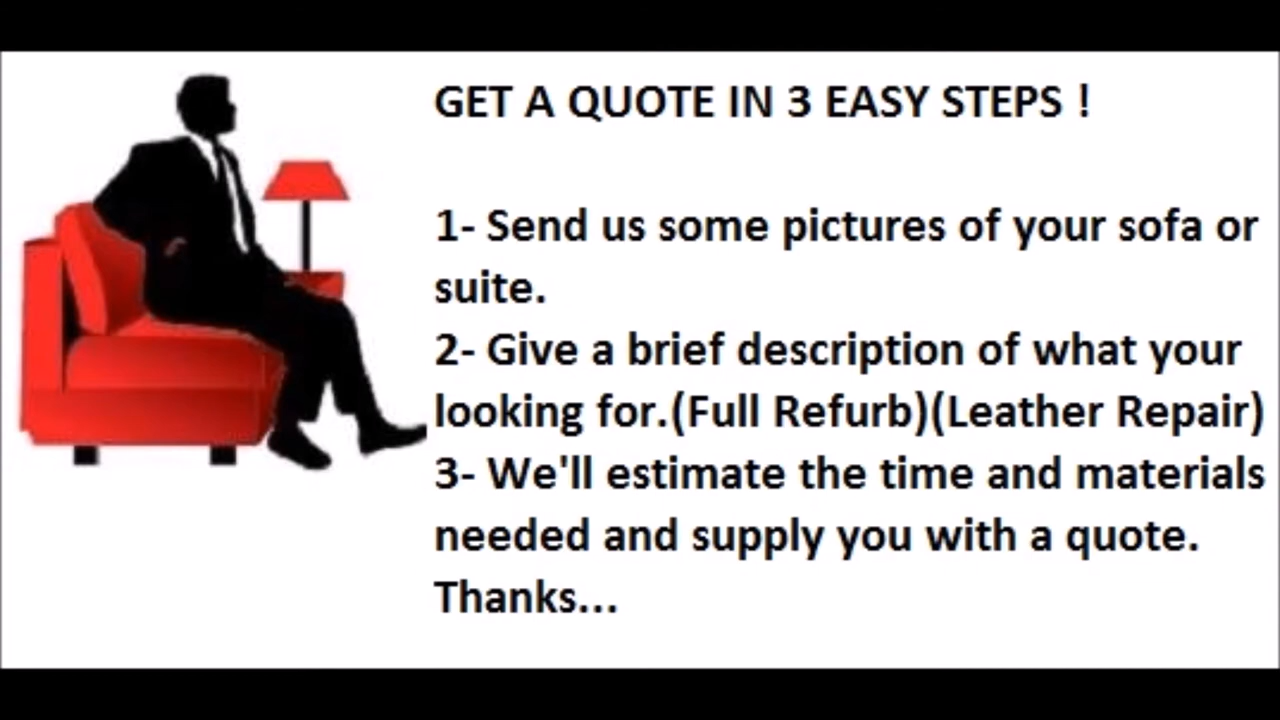 GET A QUOTE IN 3 EASY STEPS !
1- Send us some pictures of your sofa or
suite.
2- Give a brief description of what your
looking for.(Full Refurb)(Leather Repair)
3- We'll estimate the time and materials
needed and supply you with a quote.
Thanks...